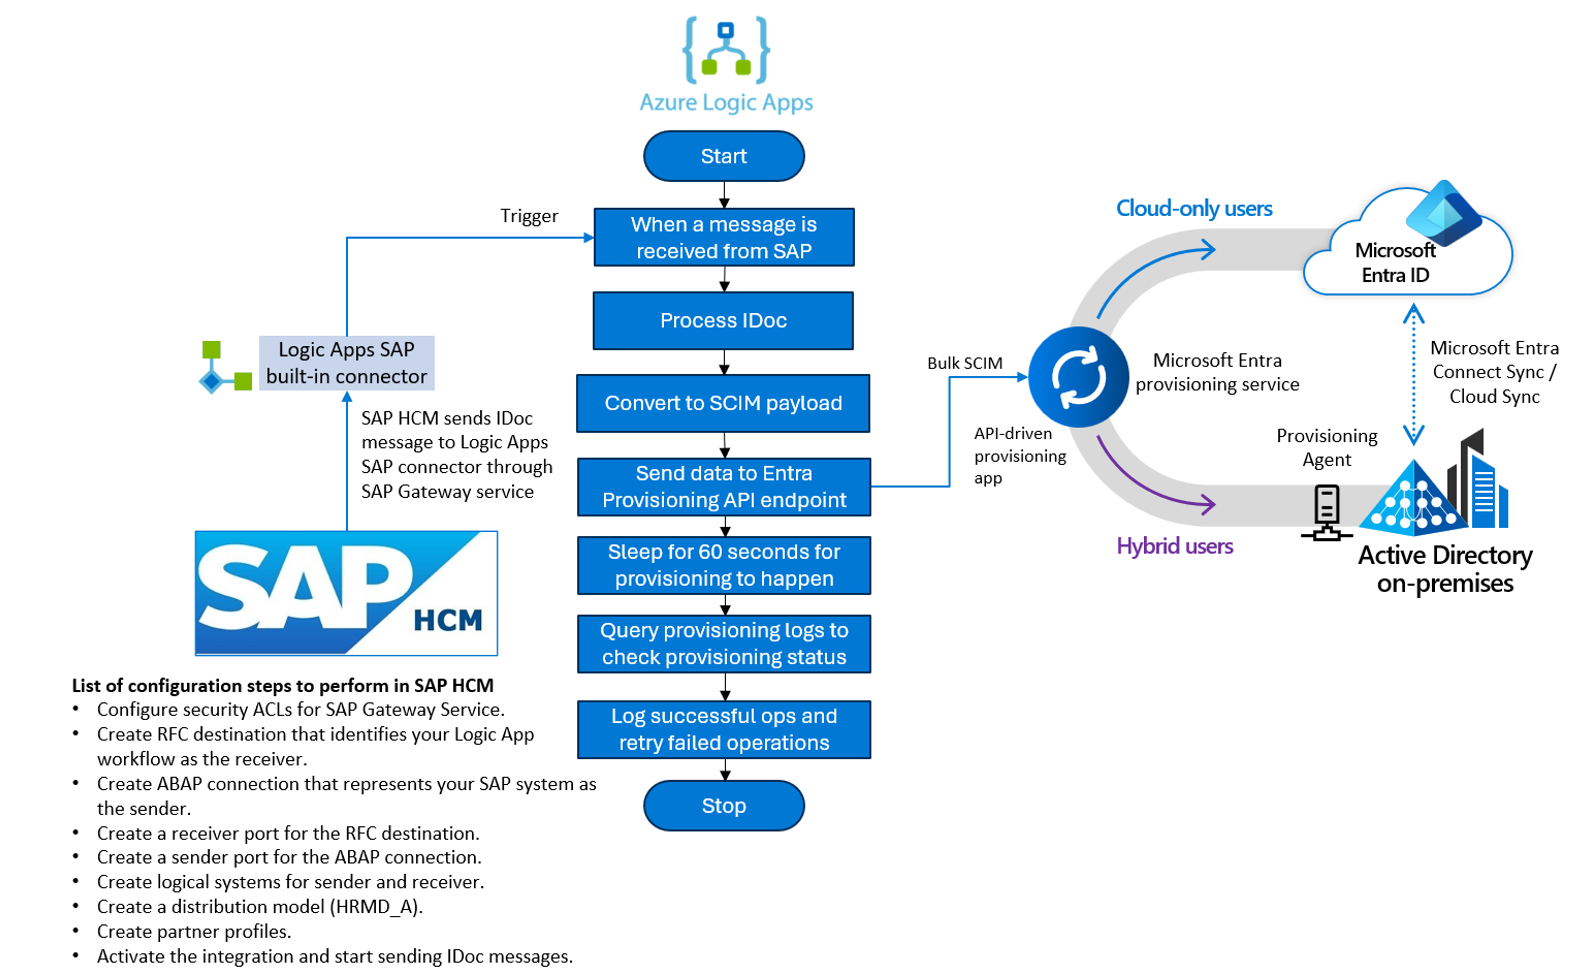 Azure Logic Apps
Start
Trigger
When a message is
received from SAP
Process IDoc
Convert to SCIM payload
Send data to Entra
Provisioning API endpoint
Sleep for 60 seconds for
provisioning to happen
Query provisioning logs to
check provisioning status
Log successful ops and
retry failed operations
Stop
Logic Apps SAP
built-in connector
SAP HCM sends IDoc
message to Logic Apps
SAP connector through
SAP Gateway service
SAP
HCM
List of configuration steps to perform in SAP HCM
• Configure security ACLs for SAP Gateway Service.
• Create RFC destination that identifies your Logic App
workflow as the receiver.
• Create ABAP connection that represents your SAP system as
the sender.
• Create a receiver port for the RFC destination.
• Create a sender port for the ABAP connection.
• Create logical systems for sender and receiver.
• Create a distribution model (HRMD_A).
• Create partner profiles.
• Activate the integration and start sending IDoc messages.
Bulk SCIM
API-driven
provisioning
app
Cloud-only users
Microsoft
Entra ID
Microsoft Entra
provisioning service
Microsoft Entra
Connect Sync /
Cloud Sync
Provisioning
Agent
Hybrid users
Active Directory
on-premises